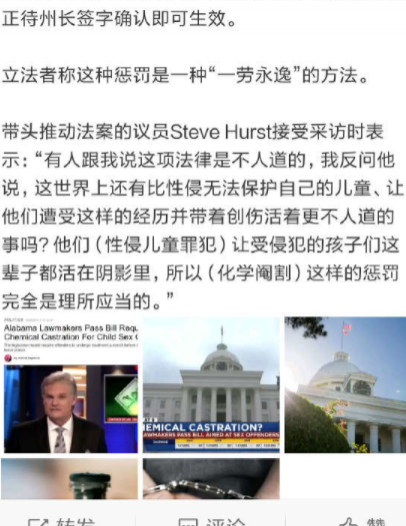 正待州长签字确认即可生效。
立法者称这种惩罚是一种“一劳永逸”的方法。
带头推动法案的议员Steve Hurst接受采访时表
示：“有人跟我说这项法律是不人道的，我反问他
说，这世界上还有比性侵无法保护自己的儿童、让
他们遭受这样的经历并带着创伤活着更不人道的
事吗？他们（性侵儿童罪犯）让受侵犯的孩子们这
辈子都活在阴影里，所以（化学阉割）这样的惩罚
完全是理所应当的。”
Alabama Lawmakers Pass Bill Requ
Chemical Castration For Child Sex
EMICAL CASTRATION?
AWMAKERS PASS BILL AIMED AT SEX OFFENDERS
转发
评论
赞